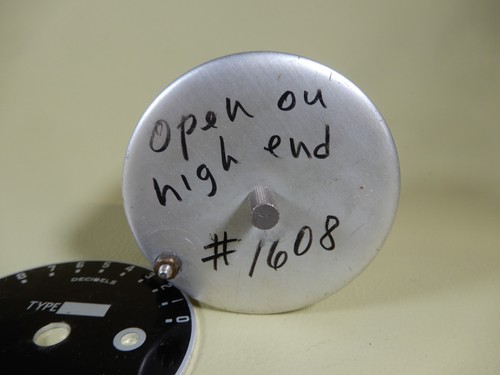 Open on
high end
#1608
DECIBELS
TYPE